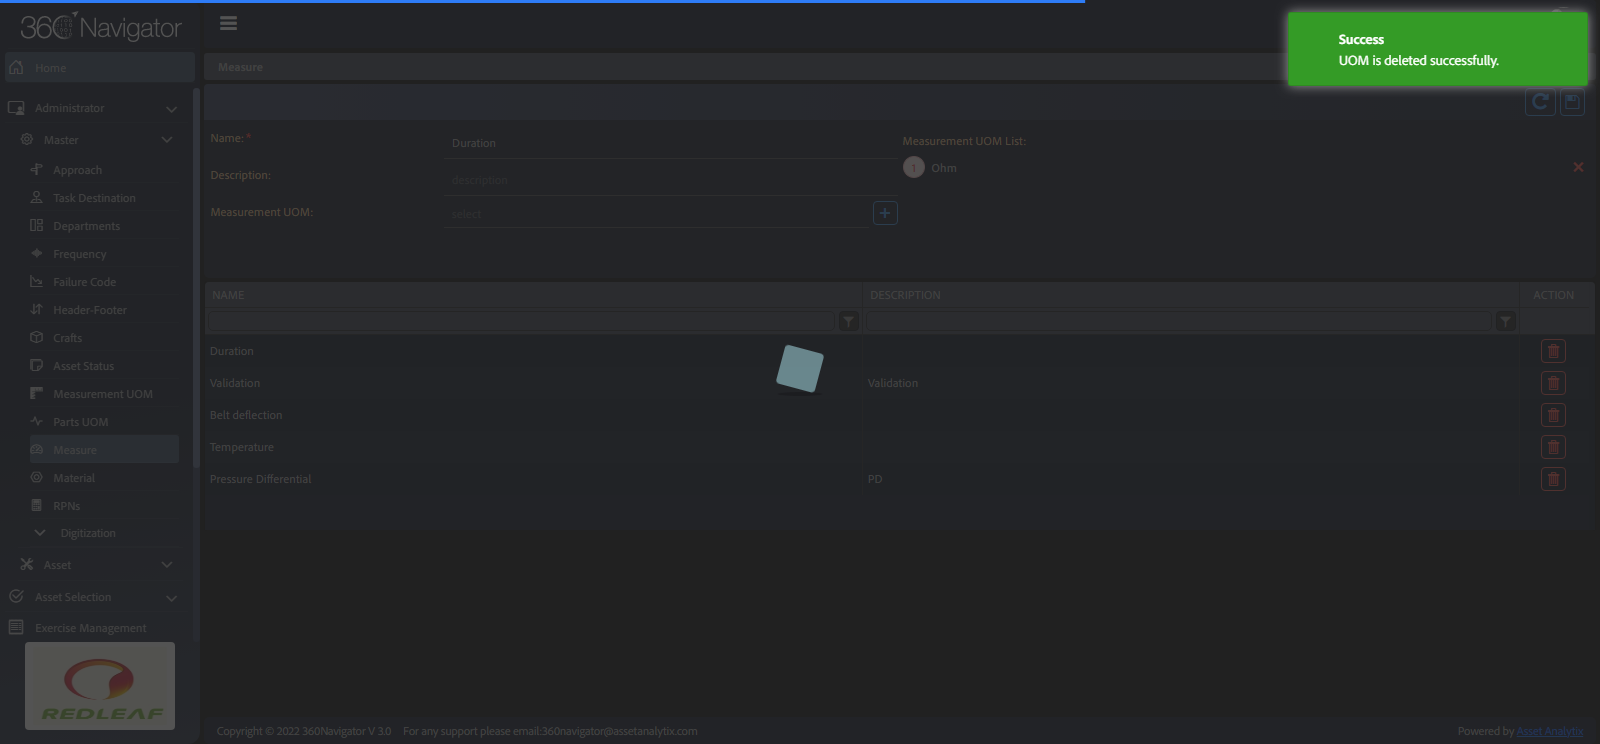 360 Navigator
Success
UOM is deleted successfully.
Home
Measure
Administrator
Master
Name: *
Duration
Measurement UOM List:
1 Ohm
Description:
description
Measurement UOM:
select
Approach
Task Destination
Departments
Frequency
Failure Code
Header-Footer
Crafts
Asset Status
Measurement UOM
Parts UOM
Measure
Material
RPNs
Digitization
Asset
Asset Selection
Exercise Management
NAME DESCRIPTION ACTION
Duration
Validation Validation
Belt deflection
Temperature
Pressure Differential PD
REDLEAF
Copyright © 2022 360Navigator V 3.0 For any support please email:360navigator@assetanalytix.com Powered by Asset Analytix